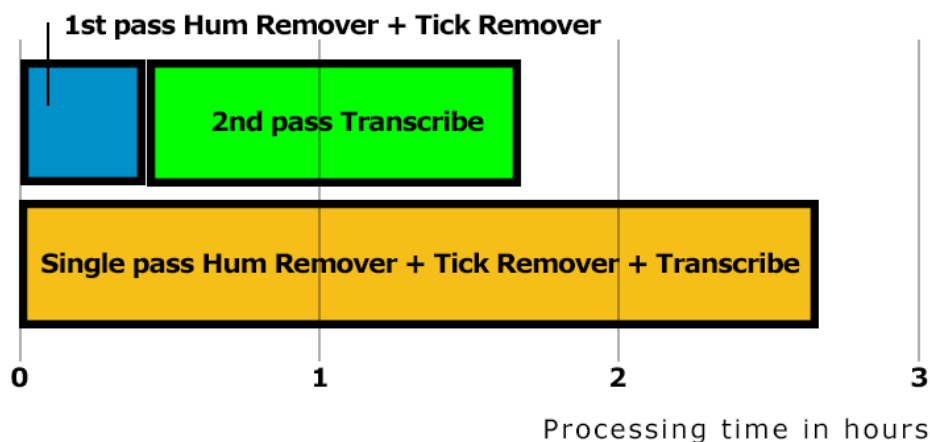 1st pass Hum Remover + Tick Remover
2nd pass Transcribe
Single pass Hum Remover + Tick Remover + Transcribe
0 1 2 3
Processing time in hours